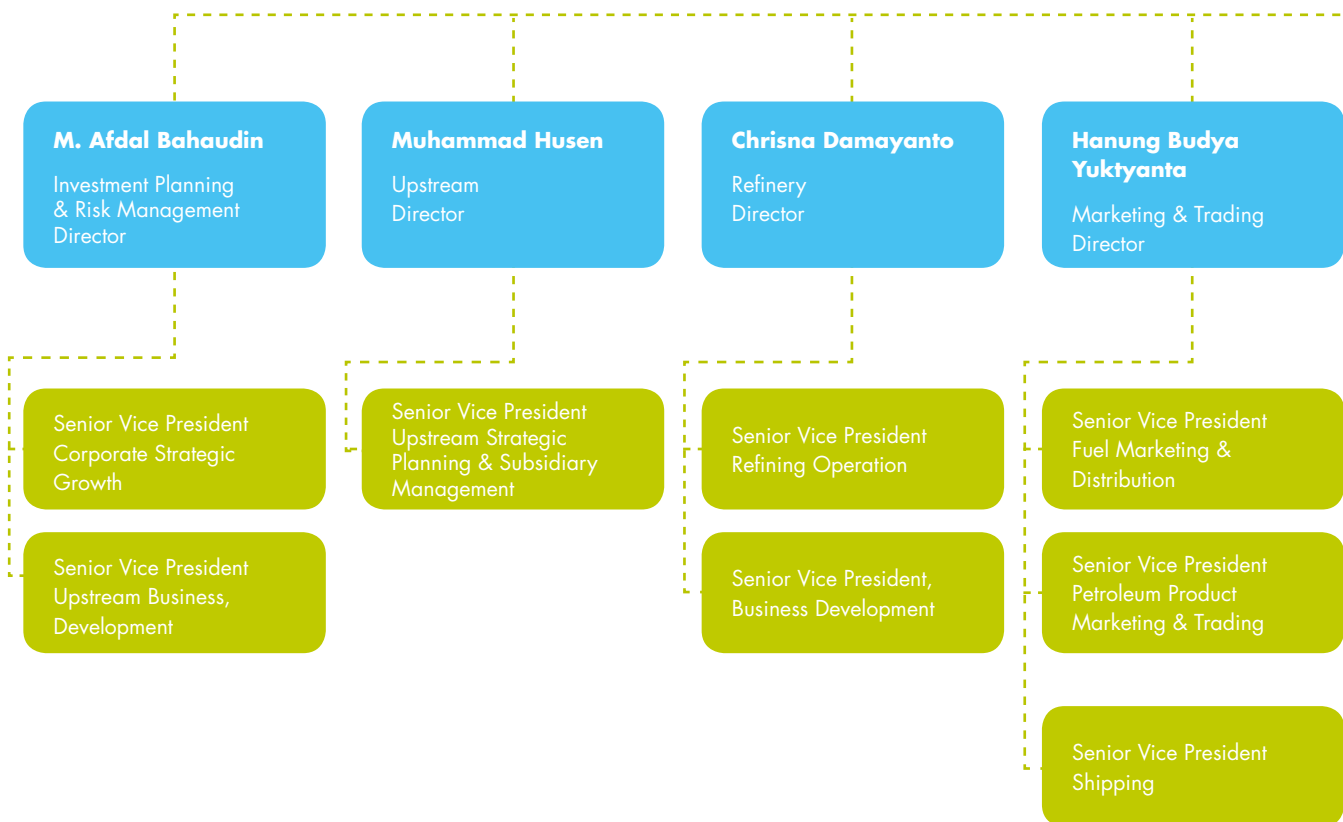 M. Afdal Bahaudin
Investment Planning
& Risk Management
Director
Muhammad Husen
Upstream
Director
Chrisna Damayanto
Refinery
Director
Hanung Budya
Yuktyanta
Marketing & Trading
Director
Senior Vice President
Corporate Strategic
Growth
Senior Vice President
Upstream Business,
Development
Senior Vice President
Upstream Strategic
Planning & Subsidiary
Management
Senior Vice President
Refining Operation
Senior Vice President,
Business Development
Senior Vice President
Fuel Marketing &
Distribution
Senior Vice President
Petroleum Product
Marketing & Trading
Senior Vice President
Shipping